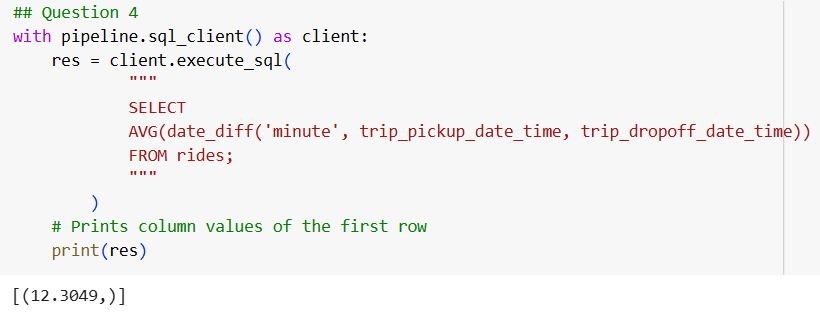 ## Question 4
with pipeline.sql_client() as client:
    res = client.execute_sql(
            """
            SELECT
            AVG(date_diff('minute', trip_pickup_date_time, trip_dropoff_date_time))
            FROM rides;
            """
        )
    # Prints column values of the first row
    print(res)
[(12.3049,)]